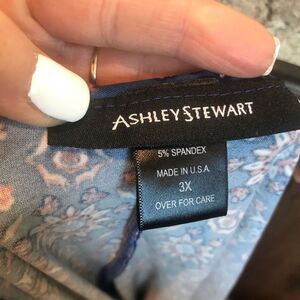 ASHLEY STEWART
5% SPANDEX
MADE IN U.S.A.
3X
OVER FOR CARE